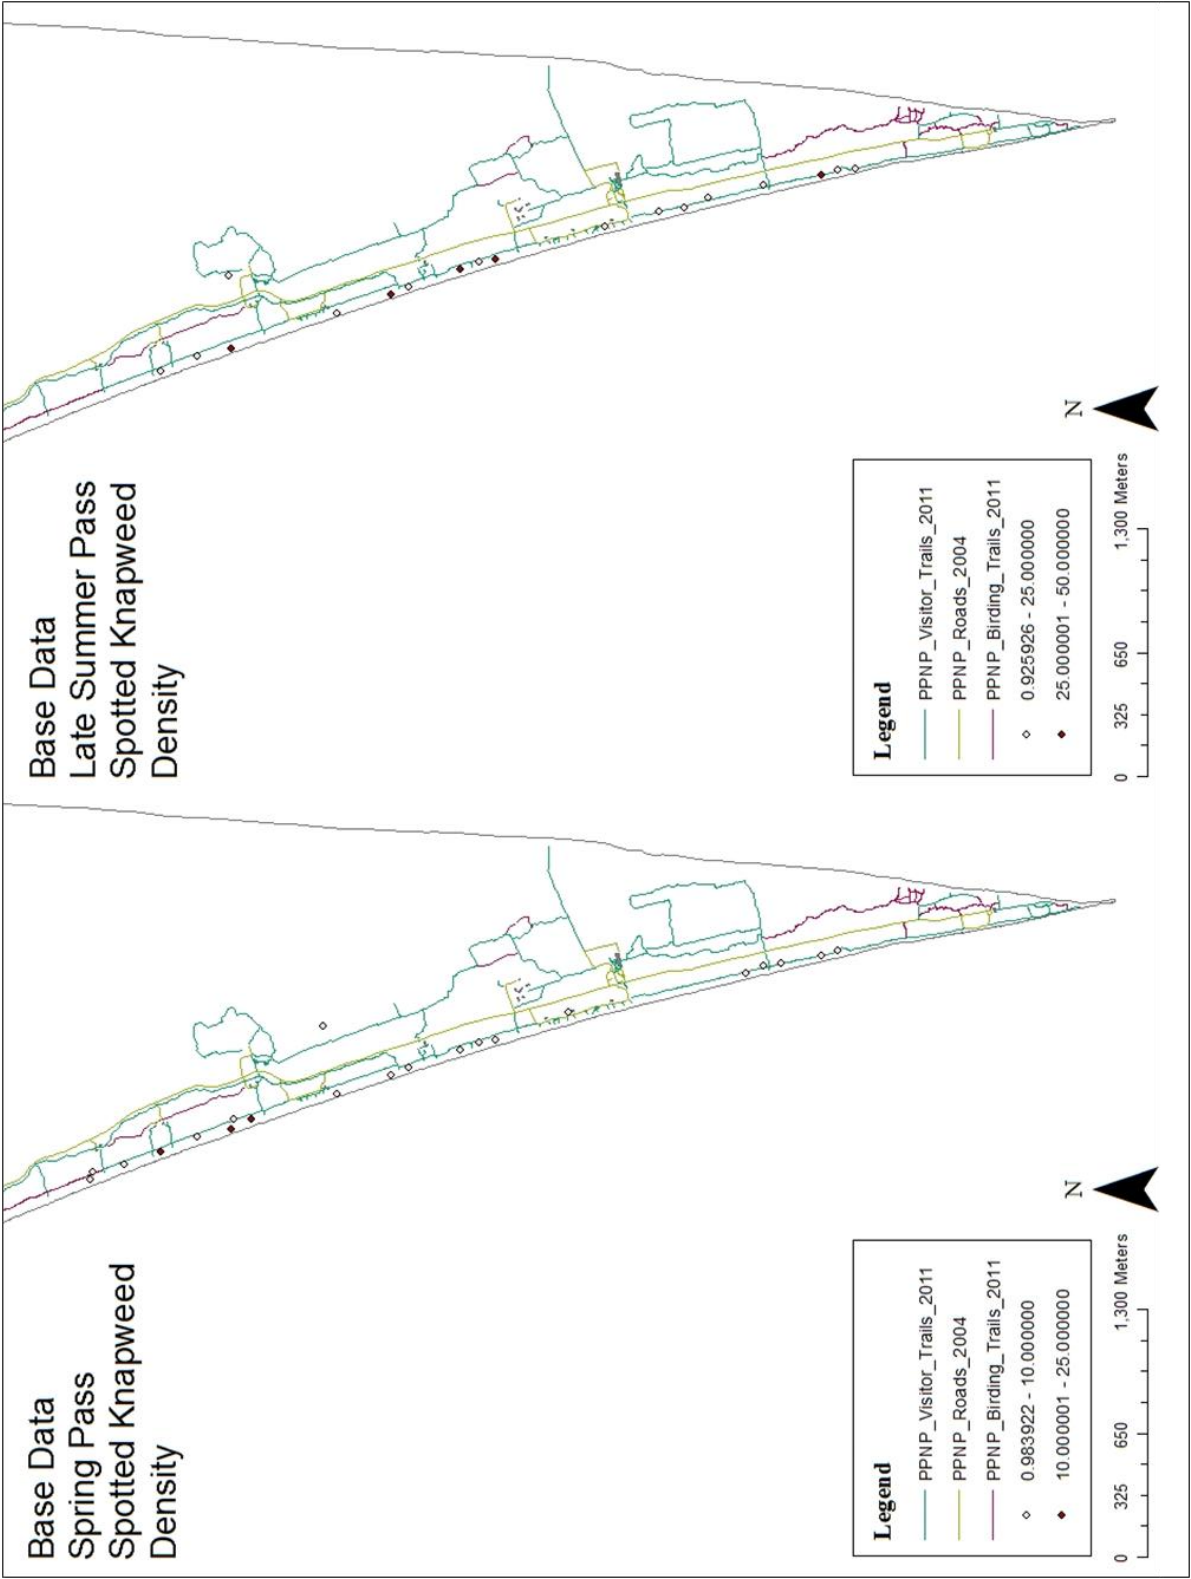 Base Data
Spring Pass
Spotted Knapweed
Density
Legend
PPNP_Visitor_Trails_2011
PPNP_Roads_2004
PPNP_Birding_Trails_2011
0.983922 - 10.000000
10.000001 - 25.000000
0 325 650 1,300 Meters
N
Base Data
Late Summer Pass
Spotted Knapweed
Density
Legend
PPNP_Visitor_Trails_2011
PPNP_Roads_2004
PPNP_Birding_Trails_2011
0.925926 - 25.000000
25.000001 - 50.000000
0 325 650 1,300 Meters
N